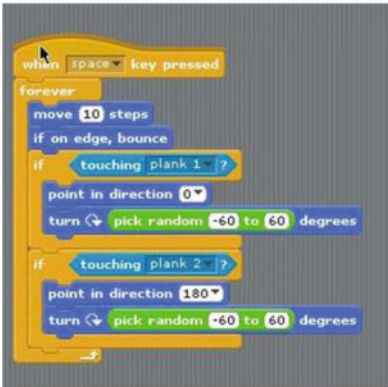 when space key pressed
forever
move 10 steps
if on edge, bounce
if touching plank 1 ?
point in direction 0
turn pick random -60 to 60 degrees
if touching plank 2 ?
point in direction 180
turn pick random -60 to 60 degrees